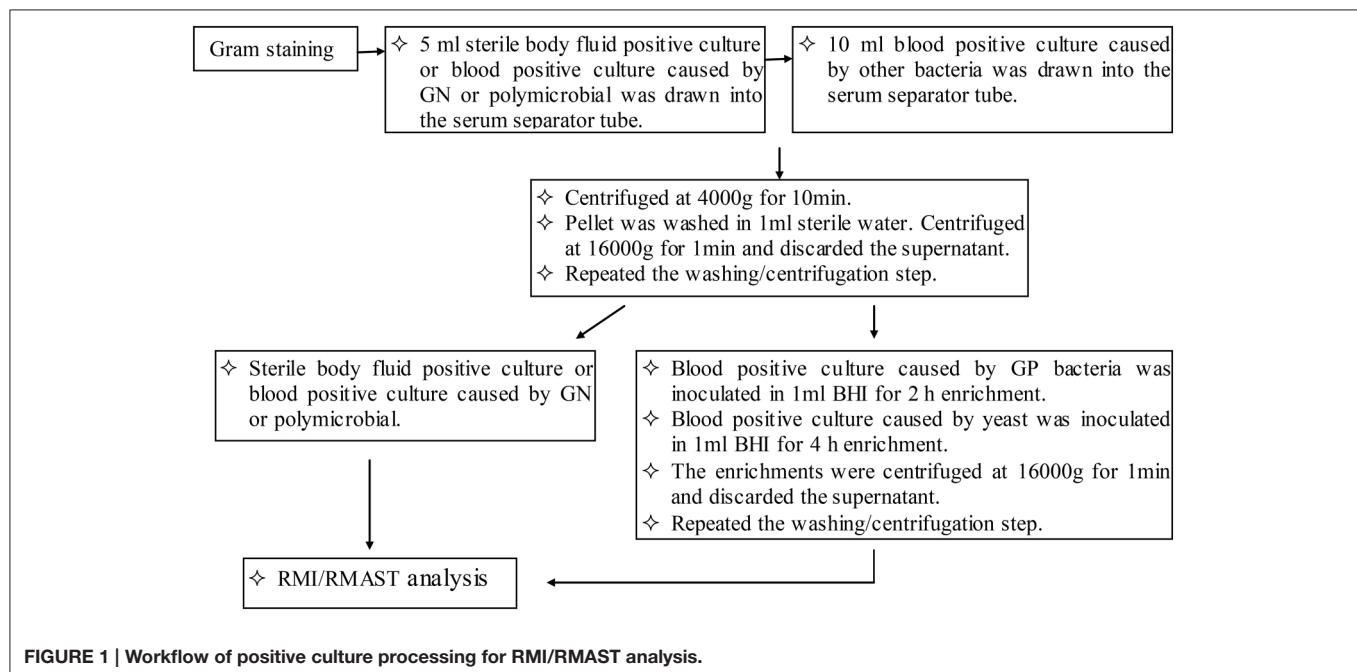 Gram staining
✧ 5 ml sterile body fluid positive culture
or blood positive culture caused by
GN or polymicrobial was drawn into
the serum separator tube.
✧ 10 ml blood positive culture caused
by other bacteria was drawn into the
serum separator tube.
✧ Centrifuged at 4000g for 10min.
✧ Pellet was washed in 1ml sterile water. Centrifuged
at 16000g for 1min and discarded the supernatant.
✧ Repeated the washing/centrifugation step.
✧ Sterile body fluid positive culture or
blood positive culture caused by GN
or polymicrobial.
✧ Blood positive culture caused by GP bacteria was
inoculated in 1ml BHI for 2 h enrichment.
✧ Blood positive culture caused by yeast was inoculated
in 1ml BHI for 4 h enrichment.
✧ The enrichments were centrifuged at 16000g for 1min
and discarded the supernatant.
✧ Repeated the washing/centrifugation step.
✧ RMI/RMAST analysis
FIGURE 1 | Workflow of positive culture processing for RMI/RMAST analysis.